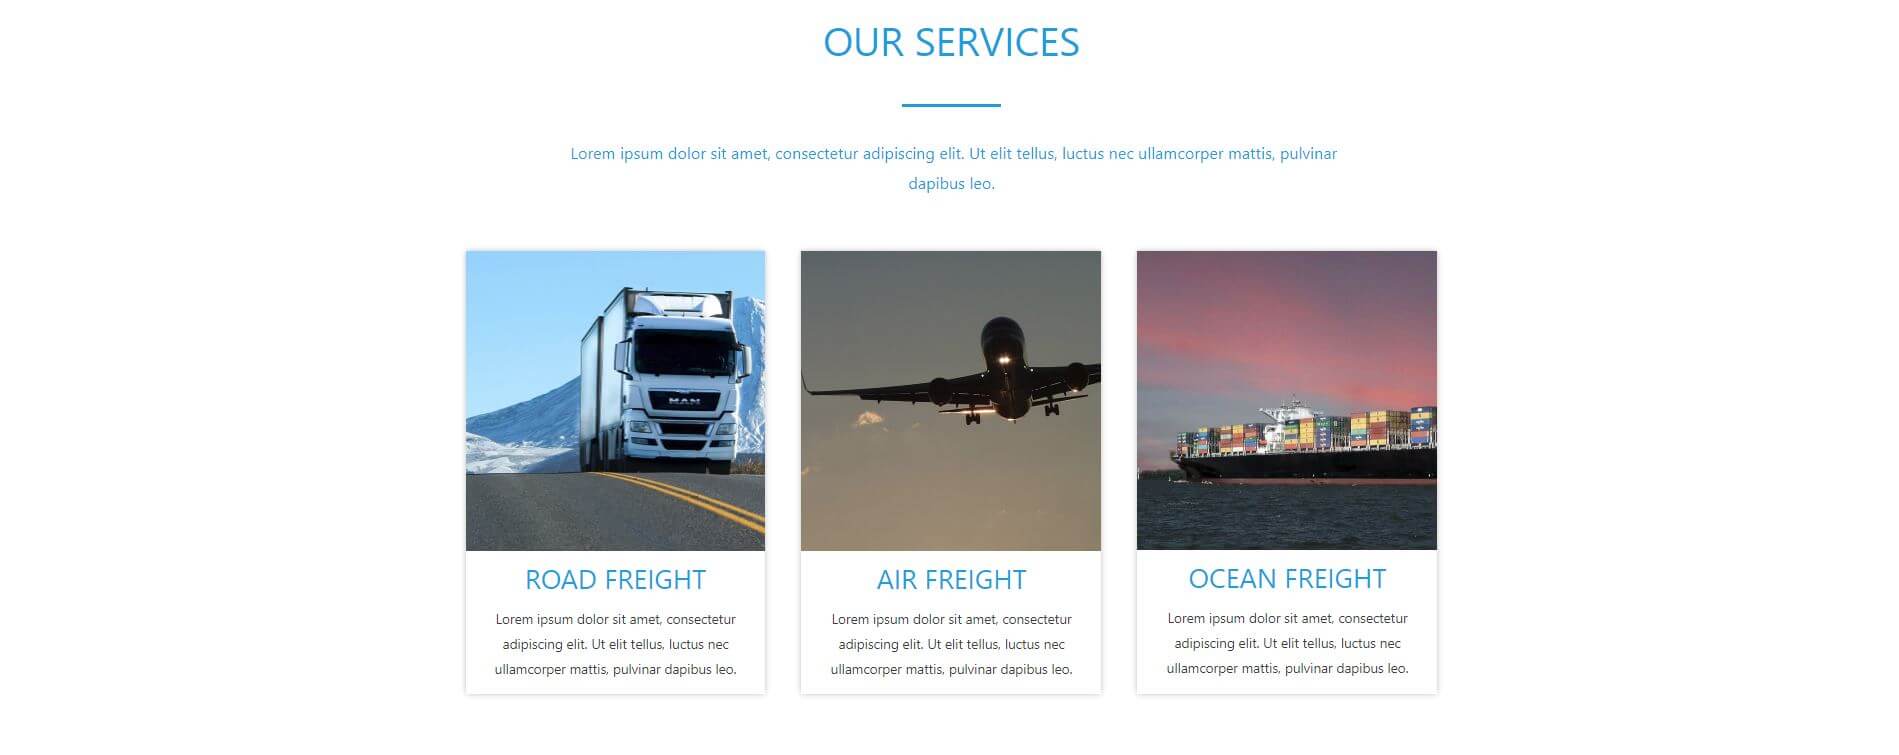 OUR SERVICES
Lorem ipsum dolor sit amet, consectetur adipiscing elit. Ut elit tellus, luctus nec ullamcorper mattis, pulvinar
dapibus leo.
MAN
ROAD FREIGHT
Lorem ipsum dolor sit amet, consectetur
adipiscing elit. Ut elit tellus, luctus nec
ullamcorper mattis, pulvinar dapibus leo.
AIR FREIGHT
Lorem ipsum dolor sit amet, consectetur
adipiscing elit. Ut elit tellus, luctus nec
ullamcorper mattis, pulvinar dapibus leo.
OCEAN FREIGHT
Lorem ipsum dolor sit amet, consectetur
adipiscing elit. Ut elit tellus, luctus nec
ullamcorper mattis, pulvinar dapibus leo.